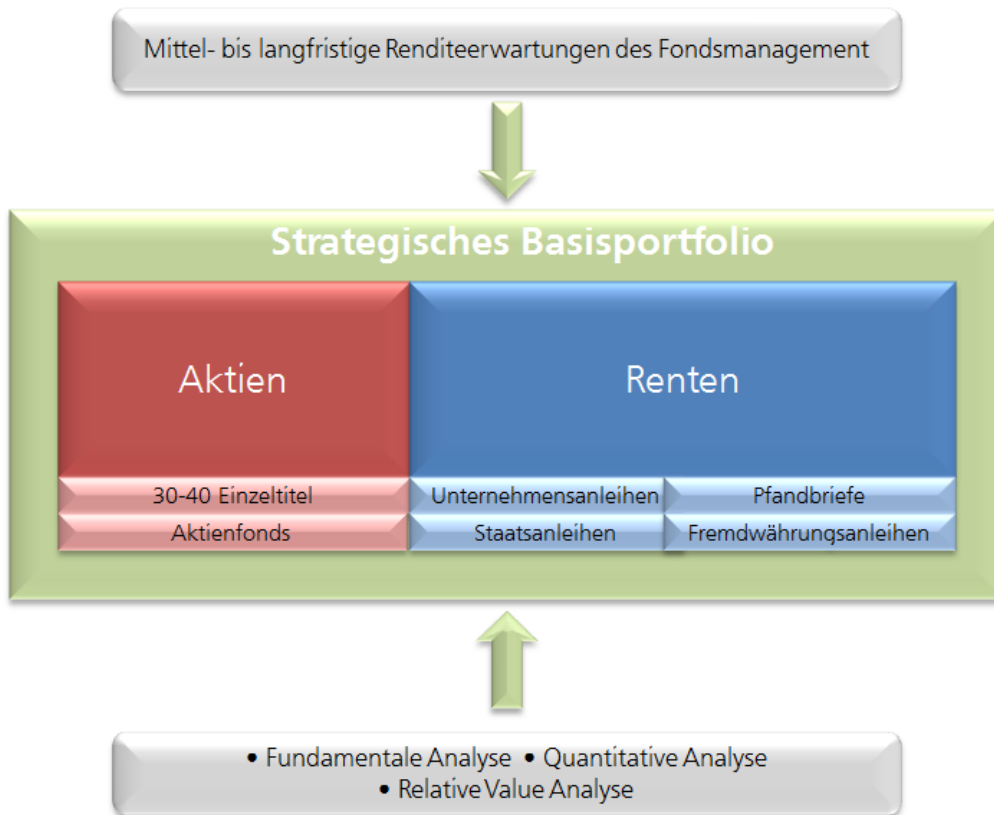 Mittel- bis langfristige Renditeerwartungen des Fondsmanagement
Strategisches Basisportfolio
Aktien
Renten
30-40 Einzeltitel
Unternehmensanleihen
Pfandbriefe
Aktienfonds
Staatsanleihen
Fremdwährungsanleihen
• Fundamentale Analyse • Quantitative Analyse
• Relative Value Analyse